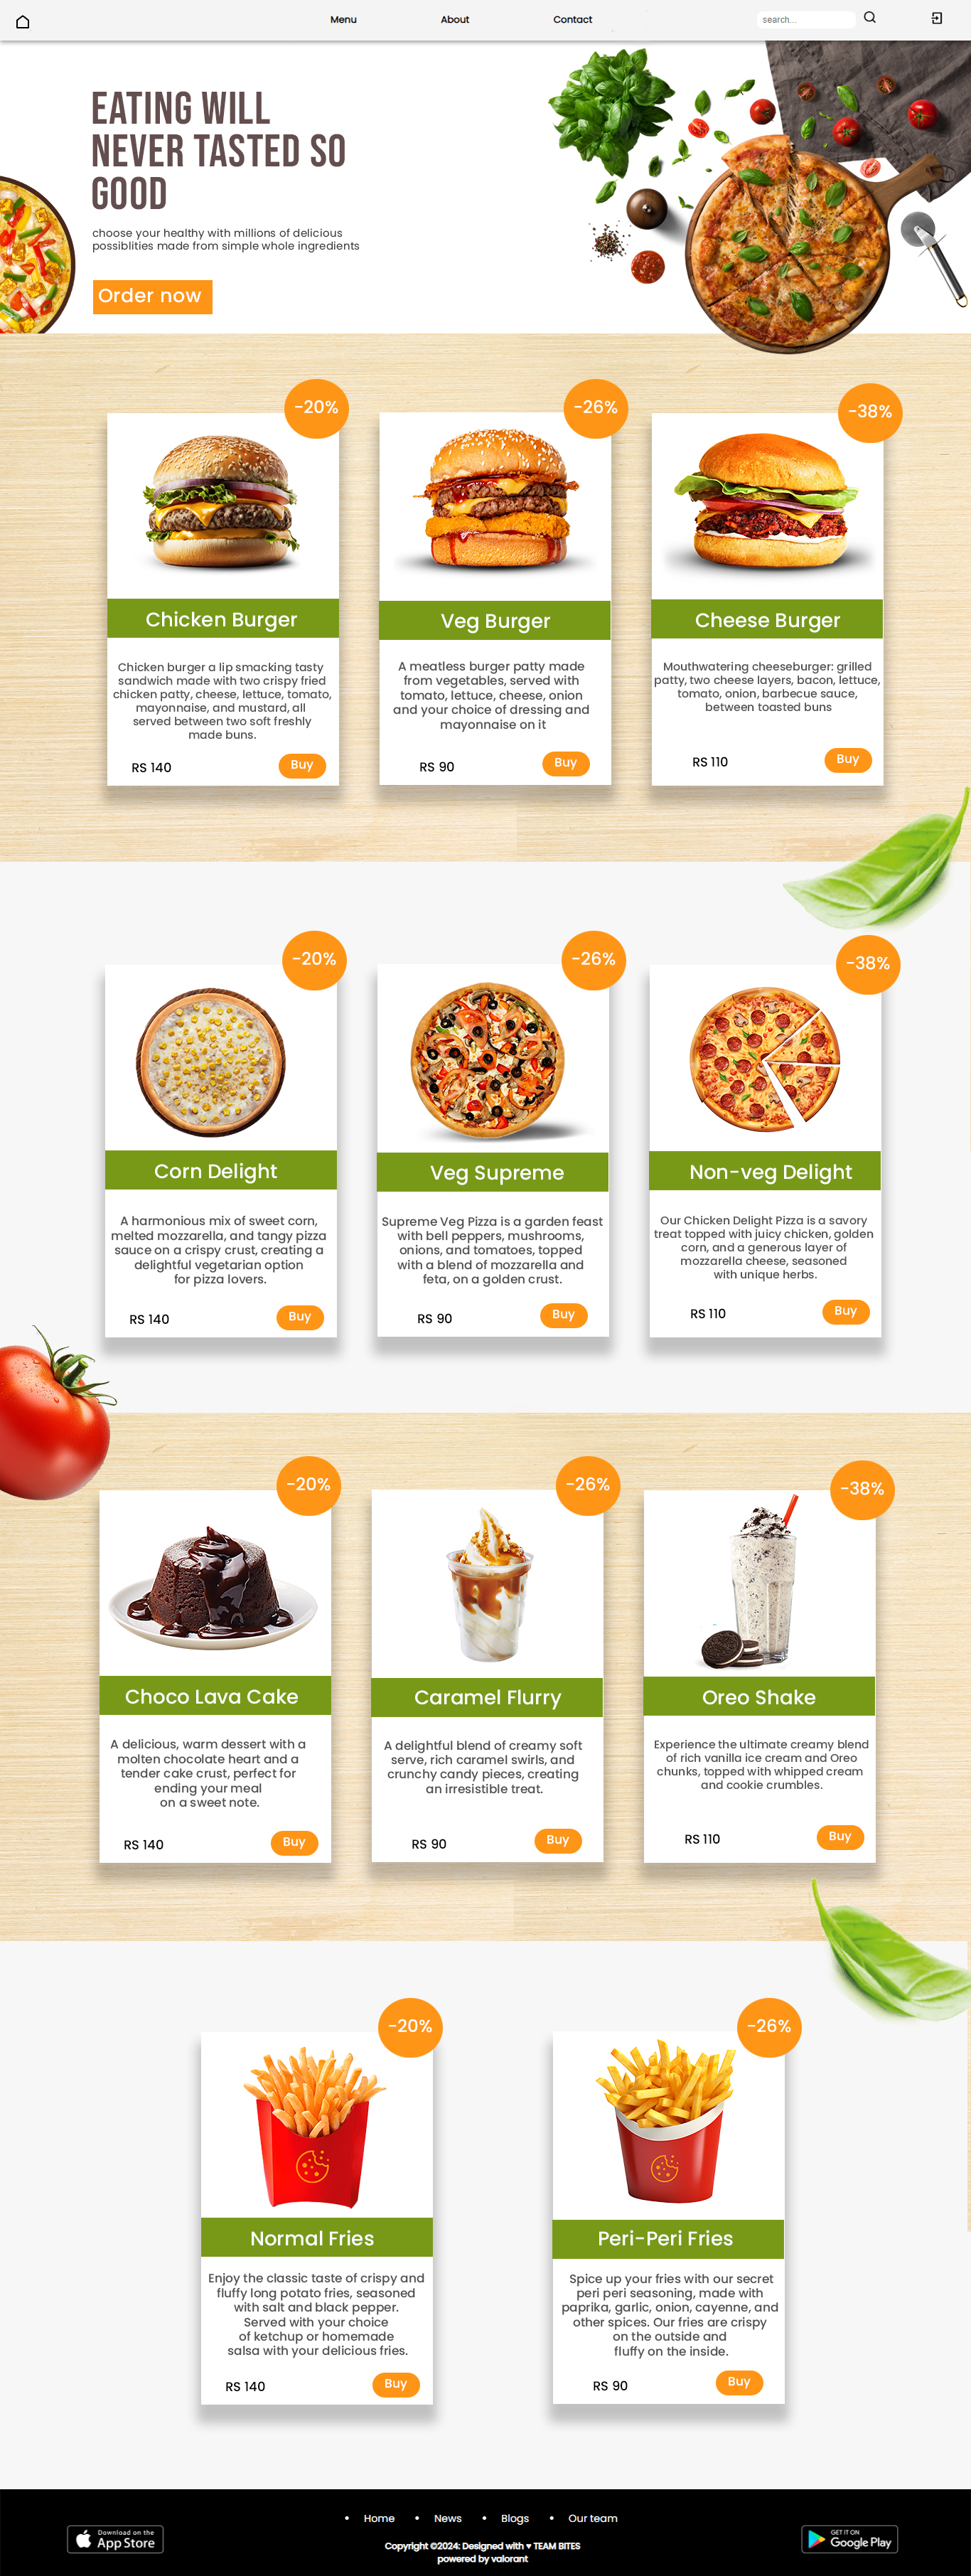 Menu About Contact search...
EATING WILL
NEVER TASTED SO
GOOD
choose your healthy with millions of delicious
possiblities made from simple whole ingredients
Order now
-20%
-26%
-38%
Chicken Burger
Chicken burger a lip smacking tasty
sandwich made with two crispy fried
chicken patty, cheese, lettuce, tomato,
mayonnaise, and mustard, all
served between two soft freshly
made buns.
RS 140 Buy
Veg Burger
A meatless burger patty made
from vegetables, served with
tomato, lettuce, cheese, onion
and your choice of dressing and
mayonnaise on it
RS 90 Buy
Cheese Burger
Mouthwatering cheeseburger: grilled
patty, two cheese layers, bacon, lettuce,
tomato, onion, barbecue sauce,
between toasted buns
RS 110 Buy
-20%
-26%
-38%
Corn Delight
A harmonious mix of sweet corn,
melted mozzarella, and tangy pizza
sauce on a crispy crust, creating a
delightful vegetarian option
for pizza lovers.
RS 140 Buy
Veg Supreme
Supreme Veg Pizza is a garden feast
with bell peppers, mushrooms,
onions, and tomatoes, topped
with a blend of mozzarella and
feta, on a golden crust.
RS 90 Buy
Non-veg Delight
Our Chicken Delight Pizza is a savory
treat topped with juicy chicken, golden
corn, and a generous layer of
mozzarella cheese, seasoned
with unique herbs.
RS 110 Buy
-20%
-26%
-38%
Choco Lava Cake
A delicious, warm dessert with a
molten chocolate heart and a
tender cake crust, perfect for
ending your meal
on a sweet note.
RS 140 Buy
Caramel Flurry
A delightful blend of creamy soft
serve, rich caramel swirls, and
crunchy candy pieces, creating
an irresistible treat.
RS 90 Buy
Oreo Shake
Experience the ultimate creamy blend
of rich vanilla ice cream and Oreo
chunks, topped with whipped cream
and cookie crumbles.
RS 110 Buy
-20%
-26%
Normal Fries
Enjoy the classic taste of crispy and
fluffy long potato fries, seasoned
with salt and black pepper.
Served with your choice
of ketchup or homemade
salsa with your delicious fries.
RS 140 Buy
Peri-Peri Fries
Spice up your fries with our secret
peri peri seasoning, made with
paprika, garlic, onion, cayenne, and
other spices. Our fries are crispy
on the outside and
fluffy on the inside.
RS 90 Buy
• Home • News • Blogs • Our team
Download on the
App Store
Copyright ©2024: Designed with ♥ TEAM BITES
powered by valorant
GET IT ON
Google Play